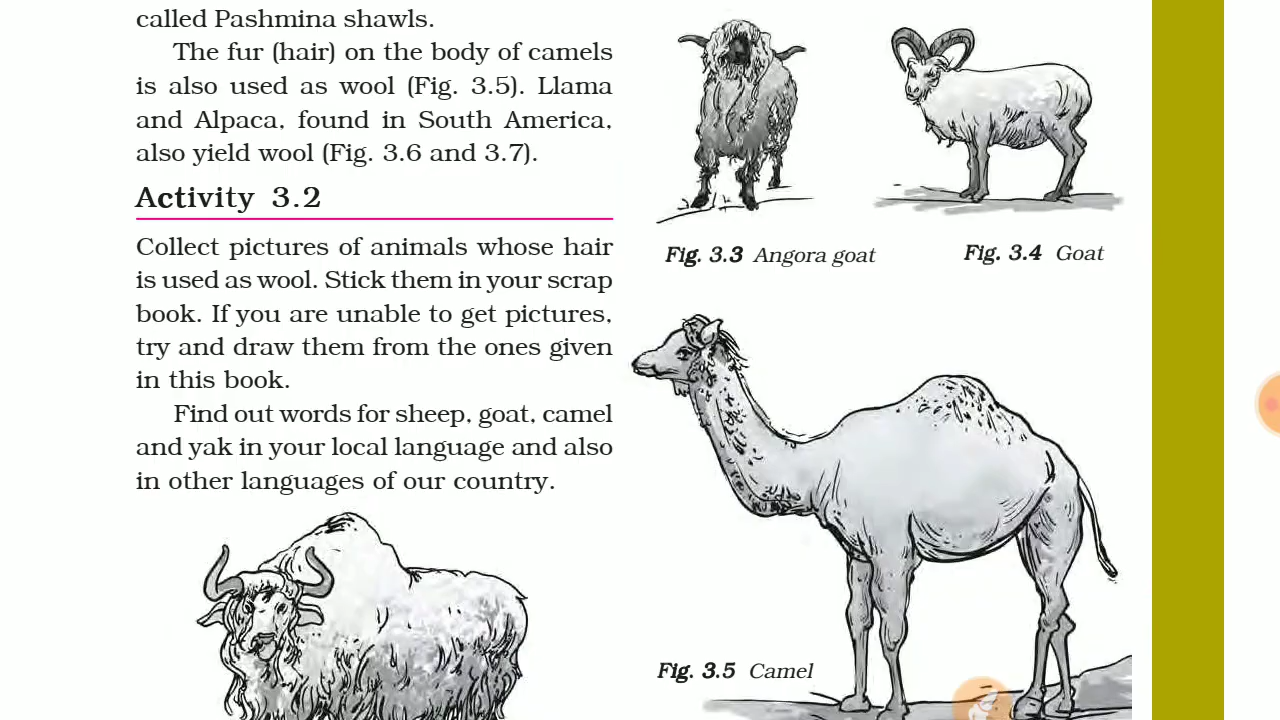 called Pashmina shawls.
The fur (hair) on the body of camels
is also used as wool (Fig. 3.5). Llama
and Alpaca, found in South America,
also yield wool (Fig. 3.6 and 3.7).
Activity 3.2
Collect pictures of animals whose hair
is used as wool. Stick them in your scrap
book. If you are unable to get pictures,
try and draw them from the ones given
in this book.
Find out words for sheep, goat, camel
and yak in your local language and also
in other languages of our country.
Fig. 3.3 Angora goat
Fig. 3.4 Goat
Fig. 3.5 Camel